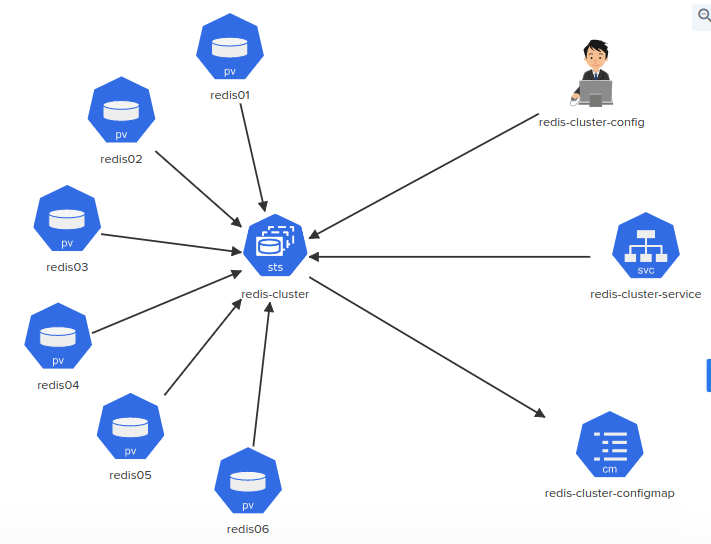 pv
redis01
pv
redis02
redis-cluster-config
pv
redis03
sts
redis-cluster
svc
redis-cluster-service
pv
redis04
pv
redis05
cm
redis-cluster-configmap
pv
redis06